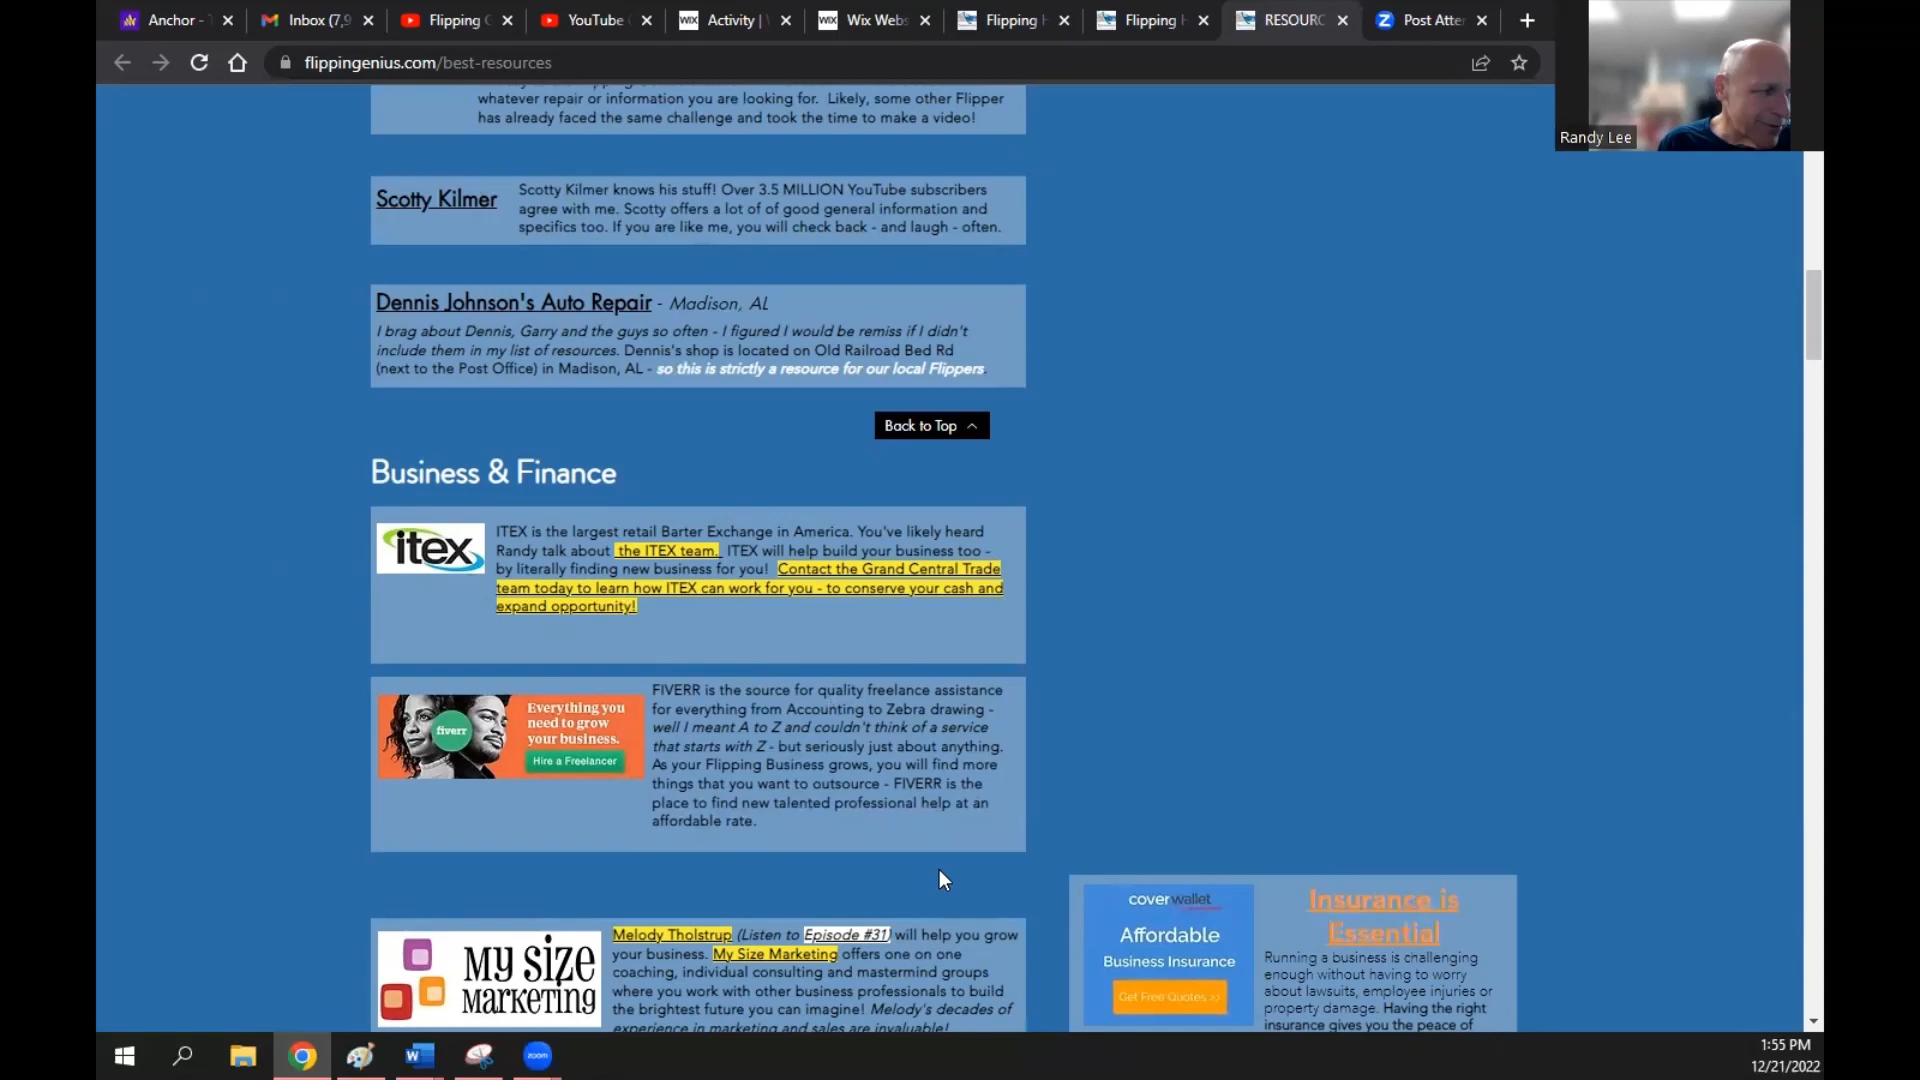 Anchor -
Inbox (7,9
Flipping G
YouTube
WIX Activity |
WIX Wix Webs
Flipping H
Flipping H
RESOURC
Post Atter
flippingenius.com/best-resources
Randy Lee
whatever repair or information you are looking for. Likely, some other Flipper
has already faced the same challenge and took the time to make a video!
Scotty Kilmer
Scotty Kilmer knows his stuff! Over 3.5 MILLION YouTube subscribers
agree with me. Scotty offers a lot of of good general information and
specifics too. If you are like me, you will check back - and laugh - often.
Dennis Johnson's Auto Repair - Madison, AL
I brag about Dennis, Garry and the guys so often - I figured I would be remiss if I didn't
include them in my list of resources. Dennis's shop is located on Old Railroad Bed Rd
(next to the Post Office) in Madison, AL - so this is strictly a resource for our local Flippers.
Back to Top
Business & Finance
itex
ITEX is the largest retail Barter Exchange in America. You've likely heard
Randy talk about the ITEX team. ITEX will help build your business too -
by literally finding new business for you! Contact the Grand Central Trade
team today to learn how ITEX can work for you - to conserve your cash and
expand opportunity!
fiverr
Everything you
need to grow
your business.
Hire a Freelancer
FIVERR is the source for quality freelance assistance
for everything from Accounting to Zebra drawing -
well I meant A to Z and couldn't think of a service
that starts with Z - but seriously just about anything.
As your Flipping Business grows, you will find more
things that you want to outsource - FIVERR is the
place to find new talented professional help at an
affordable rate.
My Size
Marketing
Melody Tholstrup (Listen to Episode #31) will help you grow
your business. My Size Marketing offers one on one
coaching, individual consulting and mastermind groups
where you work with other business professionals to build
the brightest future you can imagine! Melody's decades of
experience in marketing and sales are invaluable!
coverwallet
Affordable
Business Insurance
Get Free Quotes >>
Insurance is
Essential
Running a business is challenging
enough without having to worry
about lawsuits, employee injuries or
property damage. Having the right
insurance gives you the peace of
zoom
1:55 PM
12/21/2022